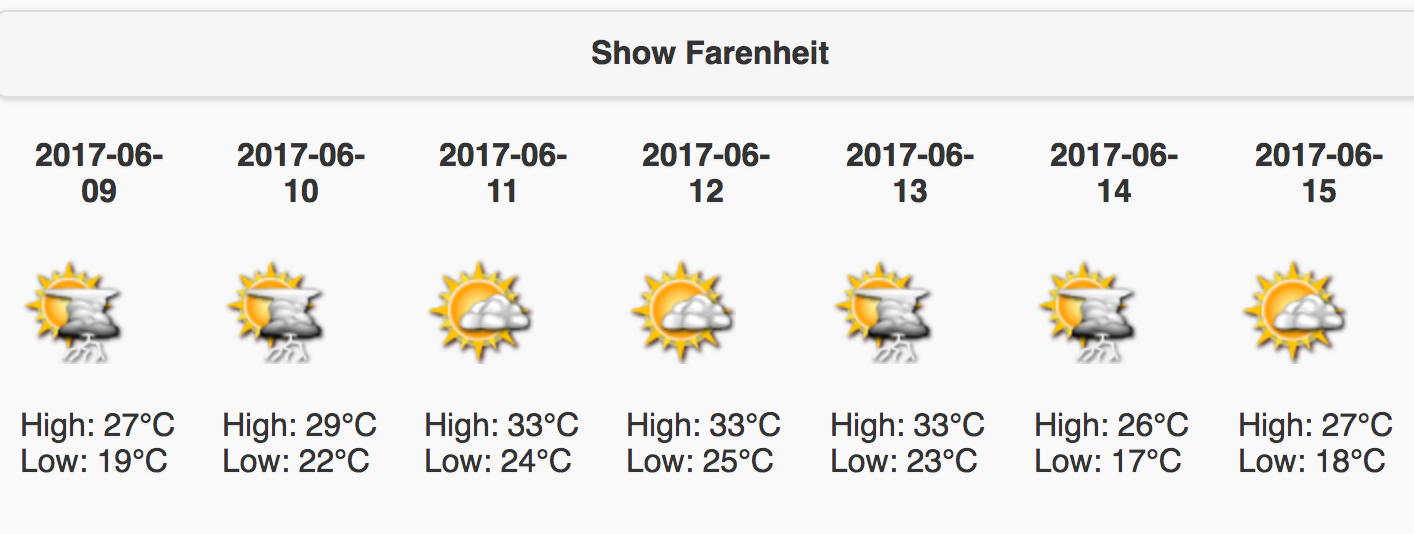 Show Farenheit
2017-06-
09
2017-06-
10
2017-06-
11
2017-06-
12
2017-06-
13
2017-06-
14
2017-06-
15
High: 27°C
Low: 19°C
High: 29°C
Low: 22°C
High: 33°C
Low: 24°C
High: 33°C
Low: 25°C
High: 33°C
Low: 23°C
High: 26°C
Low: 17°C
High: 27°C
Low: 18°C